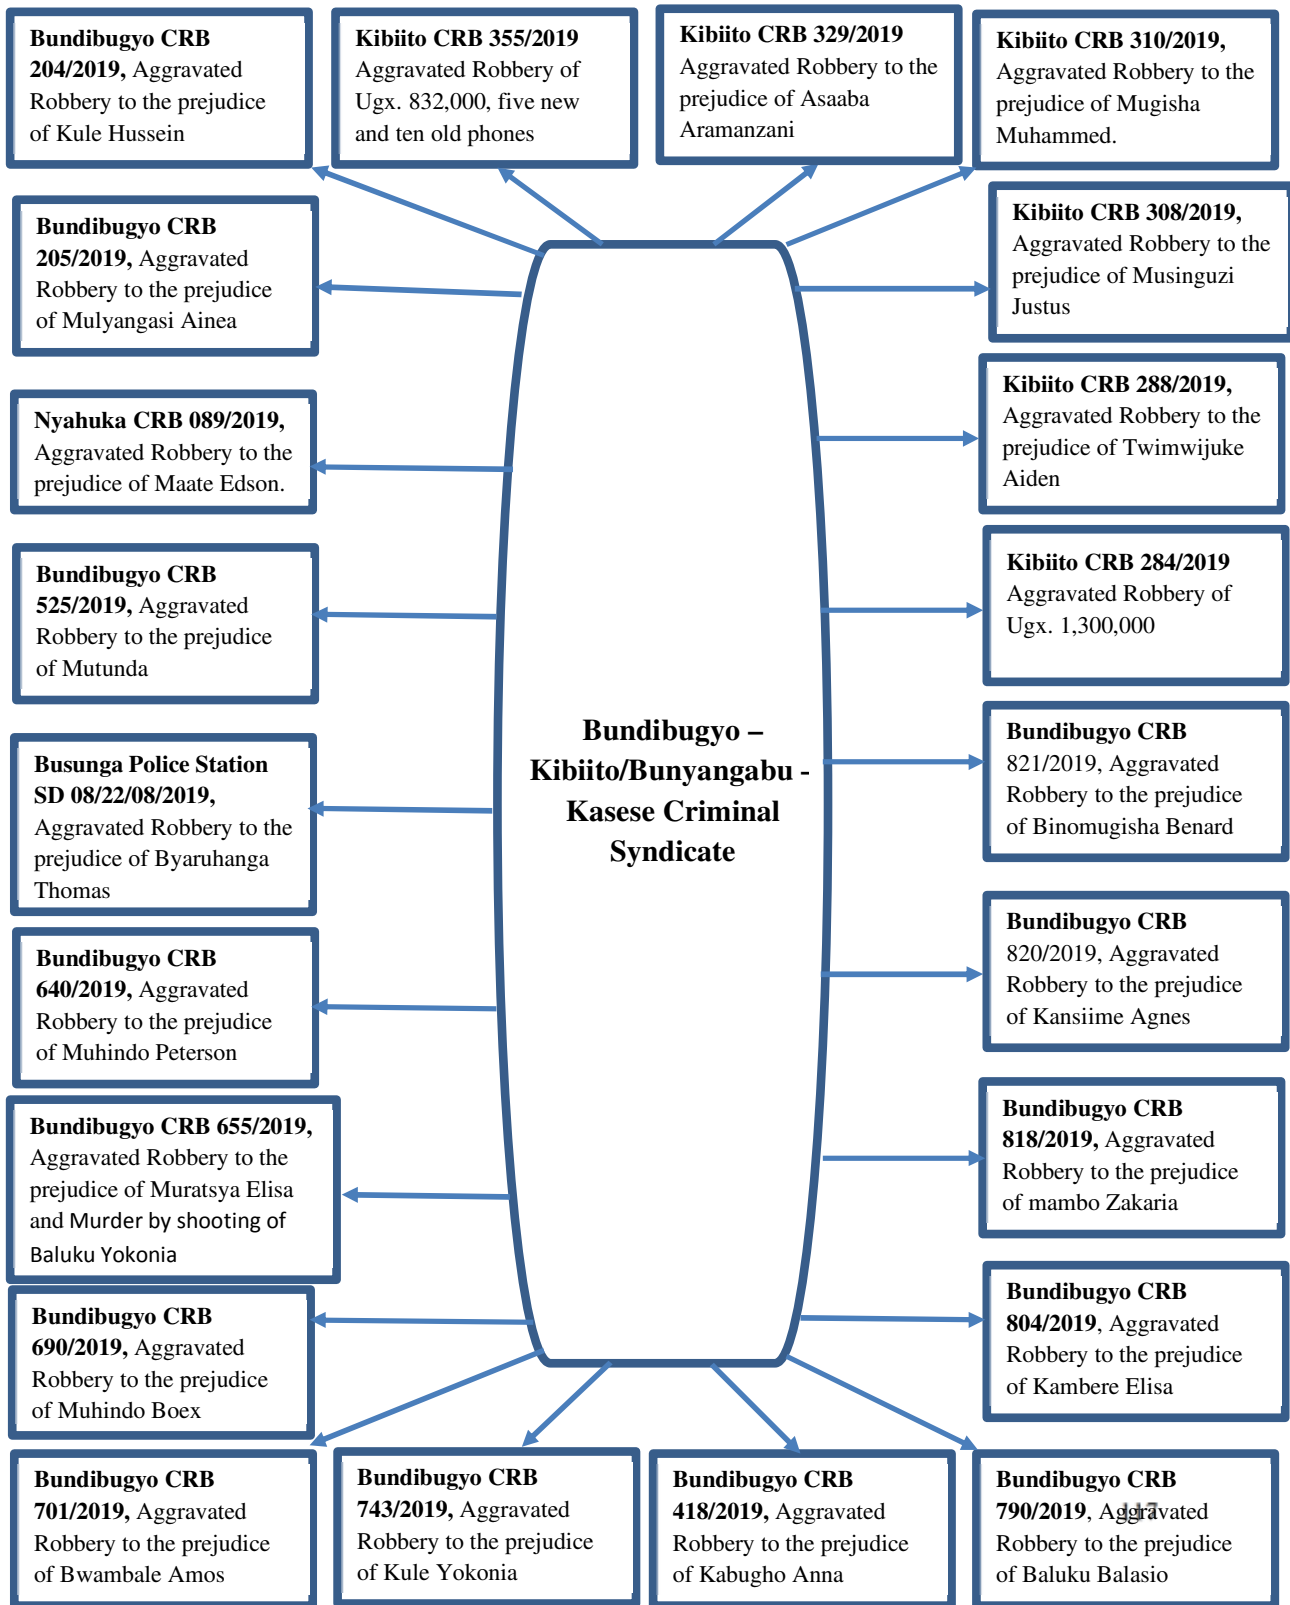 Bundibugyo CRB
204/2019, Aggravated
Robbery to the prejudice
of Kule Hussein
Kibiito CRB 355/2019
Aggravated Robbery of
Ugx. 832,000, five new
and ten old phones
Kibiito CRB 329/2019
Aggravated Robbery to the
prejudice of Asaaba
Aramanzani
Kibiito CRB 310/2019,
Aggravated Robbery to the
prejudice of Mugisha
Muhammed.
Bundibugyo CRB
205/2019, Aggravated
Robbery to the prejudice
of Mulyangasi Ainea
Kibiito CRB 308/2019,
Aggravated Robbery to the
prejudice of Musinguzi
Justus
Nyahuka CRB 089/2019,
Aggravated Robbery to the
prejudice of Maate Edson.
Kibiito CRB 288/2019,
Aggravated Robbery to the
prejudice of Twimwijuke
Aiden
Bundibugyo CRB
525/2019, Aggravated
Robbery to the prejudice
of Mutunda
Kibiito CRB 284/2019
Aggravated Robbery of
Ugx. 1,300,000
Bundibugyo –
Kibiito/Bunyangabu -
Kasese Criminal
Syndicate
Busunga Police Station
SD 08/22/08/2019,
Aggravated Robbery to the
prejudice of Byaruhanga
Thomas
Bundibugyo CRB
821/2019, Aggravated
Robbery to the prejudice
of Binomugisha Benard
Bundibugyo CRB
640/2019, Aggravated
Robbery to the prejudice
of Muhindo Peterson
Bundibugyo CRB
820/2019, Aggravated
Robbery to the prejudice
of Kansiime Agnes
Bundibugyo CRB 655/2019,
Aggravated Robbery to the
prejudice of Muratsya Elisa
and Murder by shooting of
Baluku Yokonia
Bundibugyo CRB
818/2019, Aggravated
Robbery to the prejudice
of mambo Zakaria
Bundibugyo CRB
690/2019, Aggravated
Robbery to the prejudice
of Muhindo Boex
Bundibugyo CRB
804/2019, Aggravated
Robbery to the prejudice
of Kambere Elisa
Bundibugyo CRB
701/2019, Aggravated
Robbery to the prejudice
of Bwambale Amos
Bundibugyo CRB
743/2019, Aggravated
Robbery to the prejudice
of Kule Yokonia
Bundibugyo CRB
418/2019, Aggravated
Robbery to the prejudice
of Kabugho Anna
Bundibugyo CRB
790/2019, Aggravated
Robbery to the prejudice
of Baluku Balasio
117